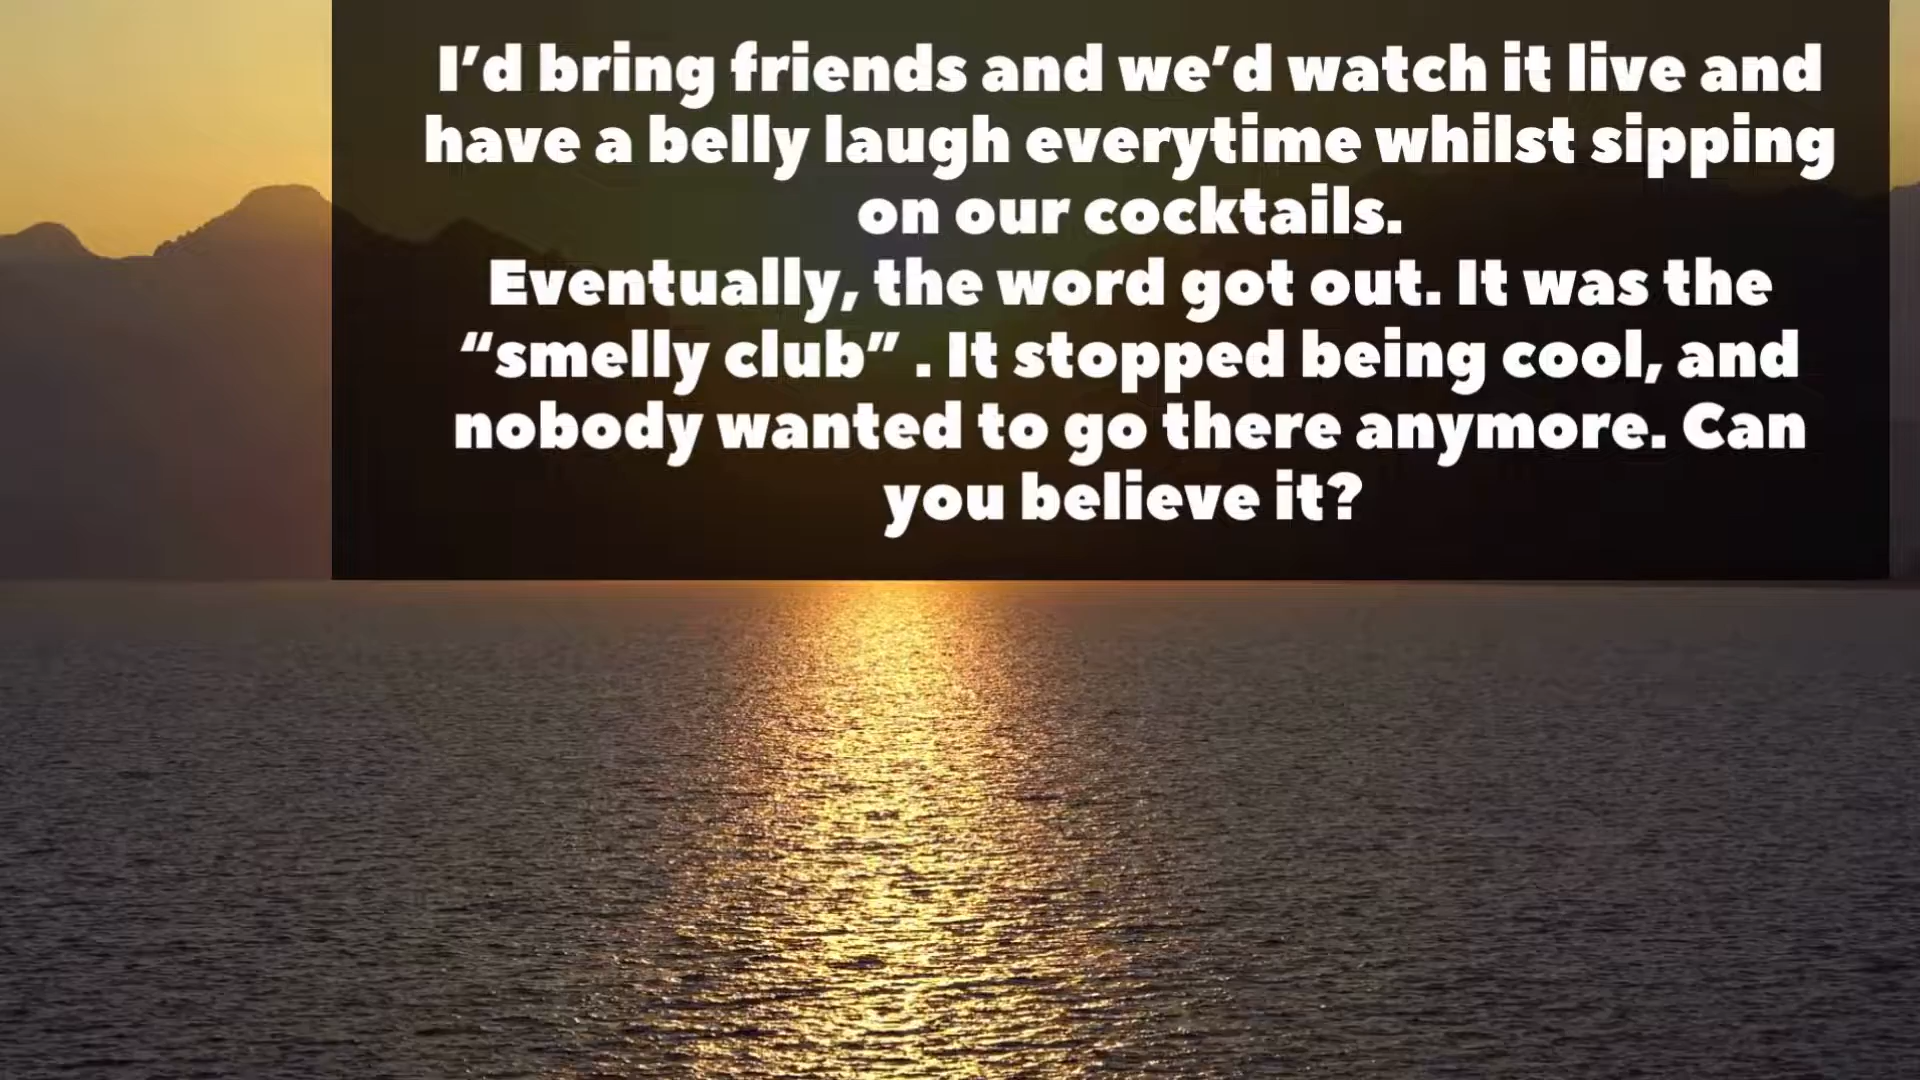 I’d bring friends and we’d watch it live and
have a belly laugh everytime whilst sipping
on our cocktails.
Eventually, the word got out. It was the
“smelly club” . It stopped being cool, and
nobody wanted to go there anymore. Can
you believe it?